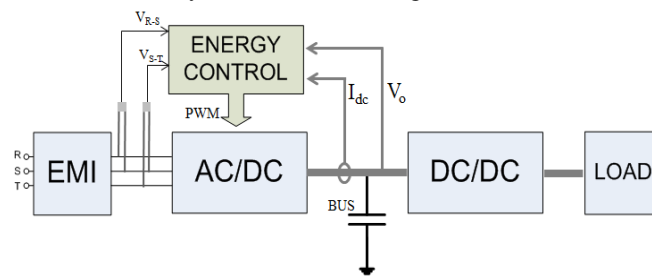 V_R-S
ENERGY
CONTROL
V_S-T
I_dc
V_o
PWM
R
S
T
EMI
AC/DC
DC/DC
LOAD
BUS